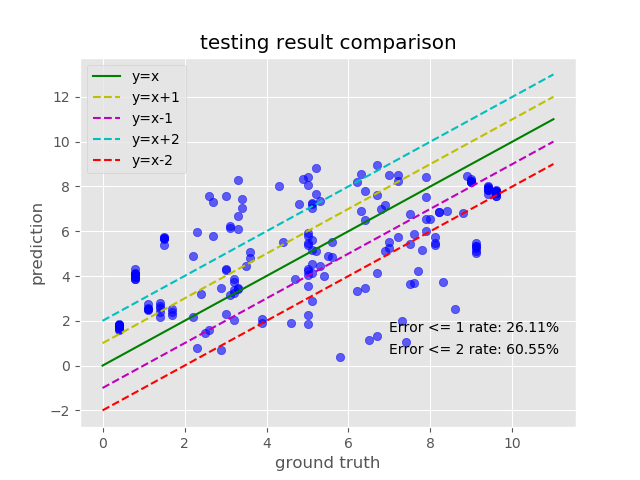 testing result comparison
y=x
y=x+1
y=x-1
y=x+2
y=x-2
12
10
8
6
4
2
0
−2
prediction
Error <= 1 rate: 26.11%
Error <= 2 rate: 60.55%
0 2 4 6 8 10
ground truth